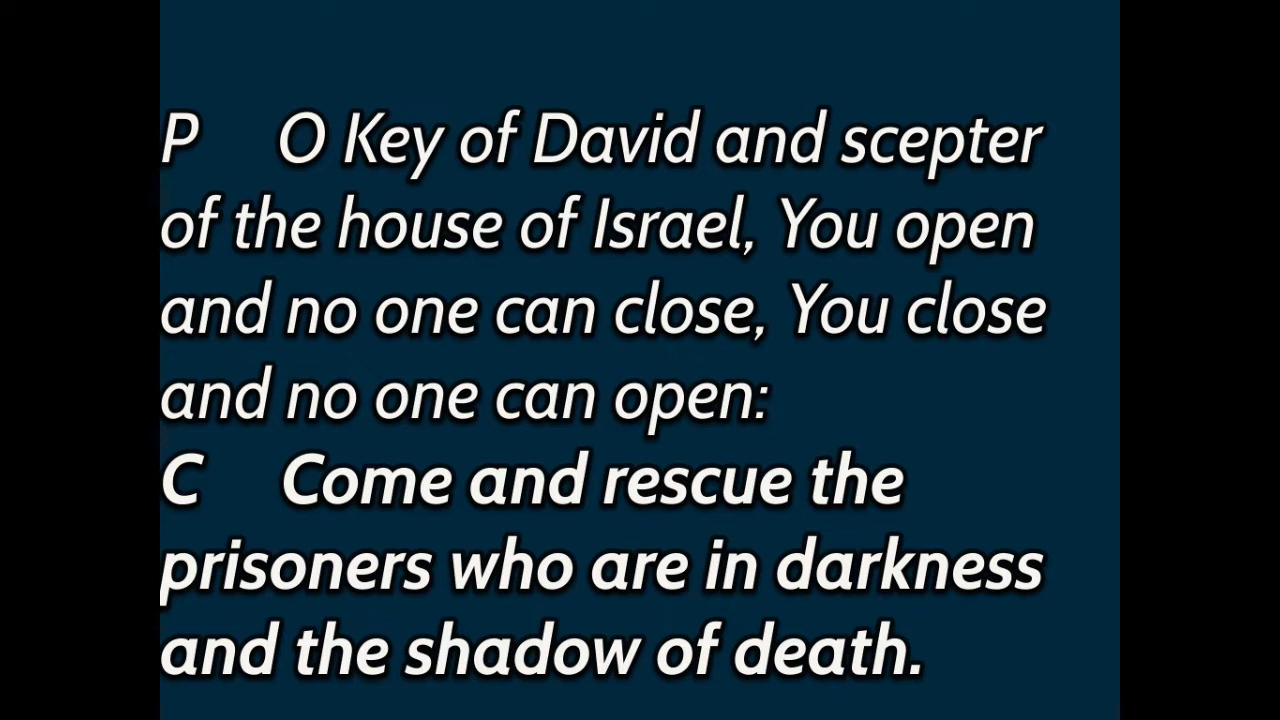 P O Key of David and scepter
of the house of Israel, You open
and no one can close, You close
and no one can open:
C Come and rescue the
prisoners who are in darkness
and the shadow of death.